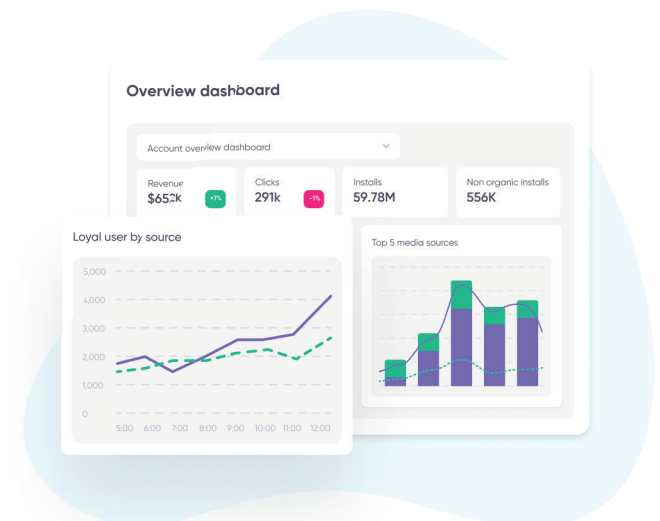 Overview dashboard
Account overview dashboard
Revenue
$65.2k
+7%
Clicks
291k
-1%
Installs
59.78M
Non organic installs
556K
Loyal user by source
5,000
4,000
3,000
2,000
1,000
0
5:00 6:00 7:00 8:00 9:00 10:00 11:00 12:00
Top 5 media sources